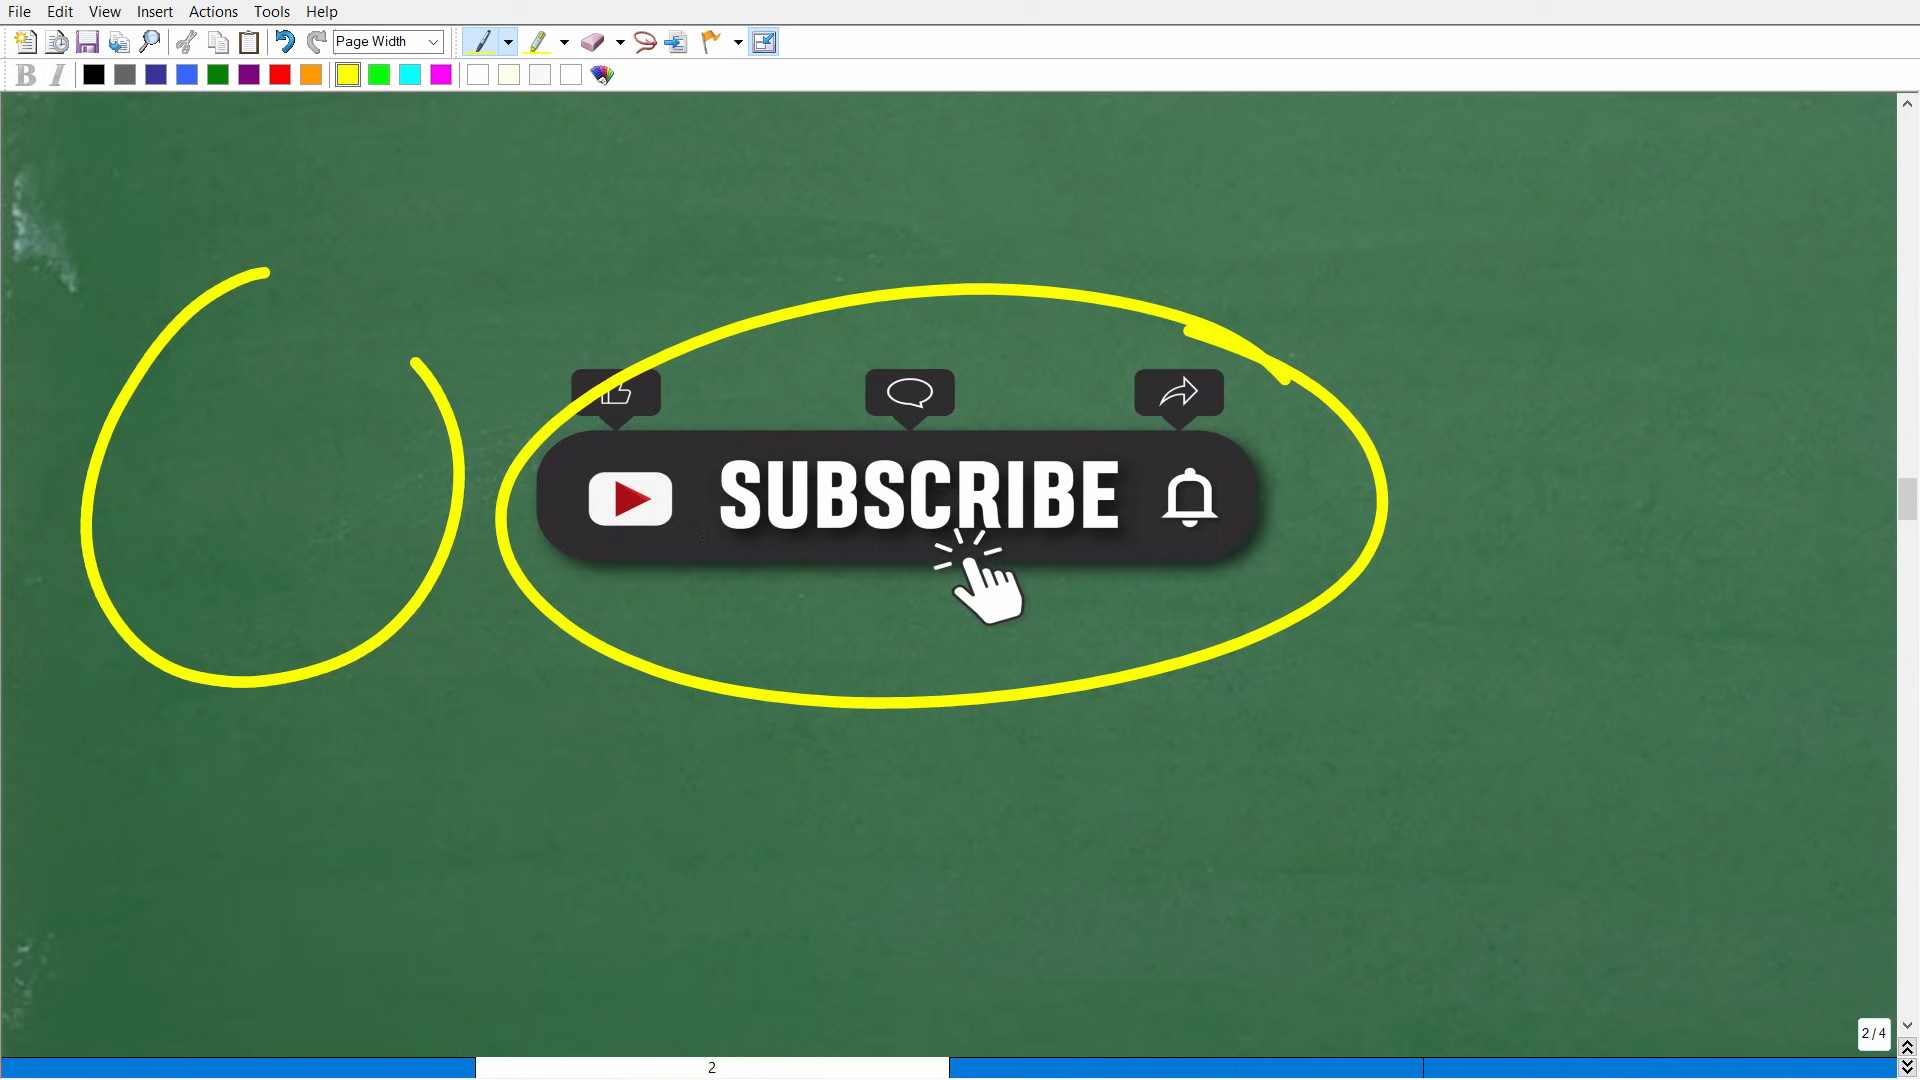 File Edit View Insert Actions Tools Help
Page Width
B I
SUBSCRIBE
2 / 4
2